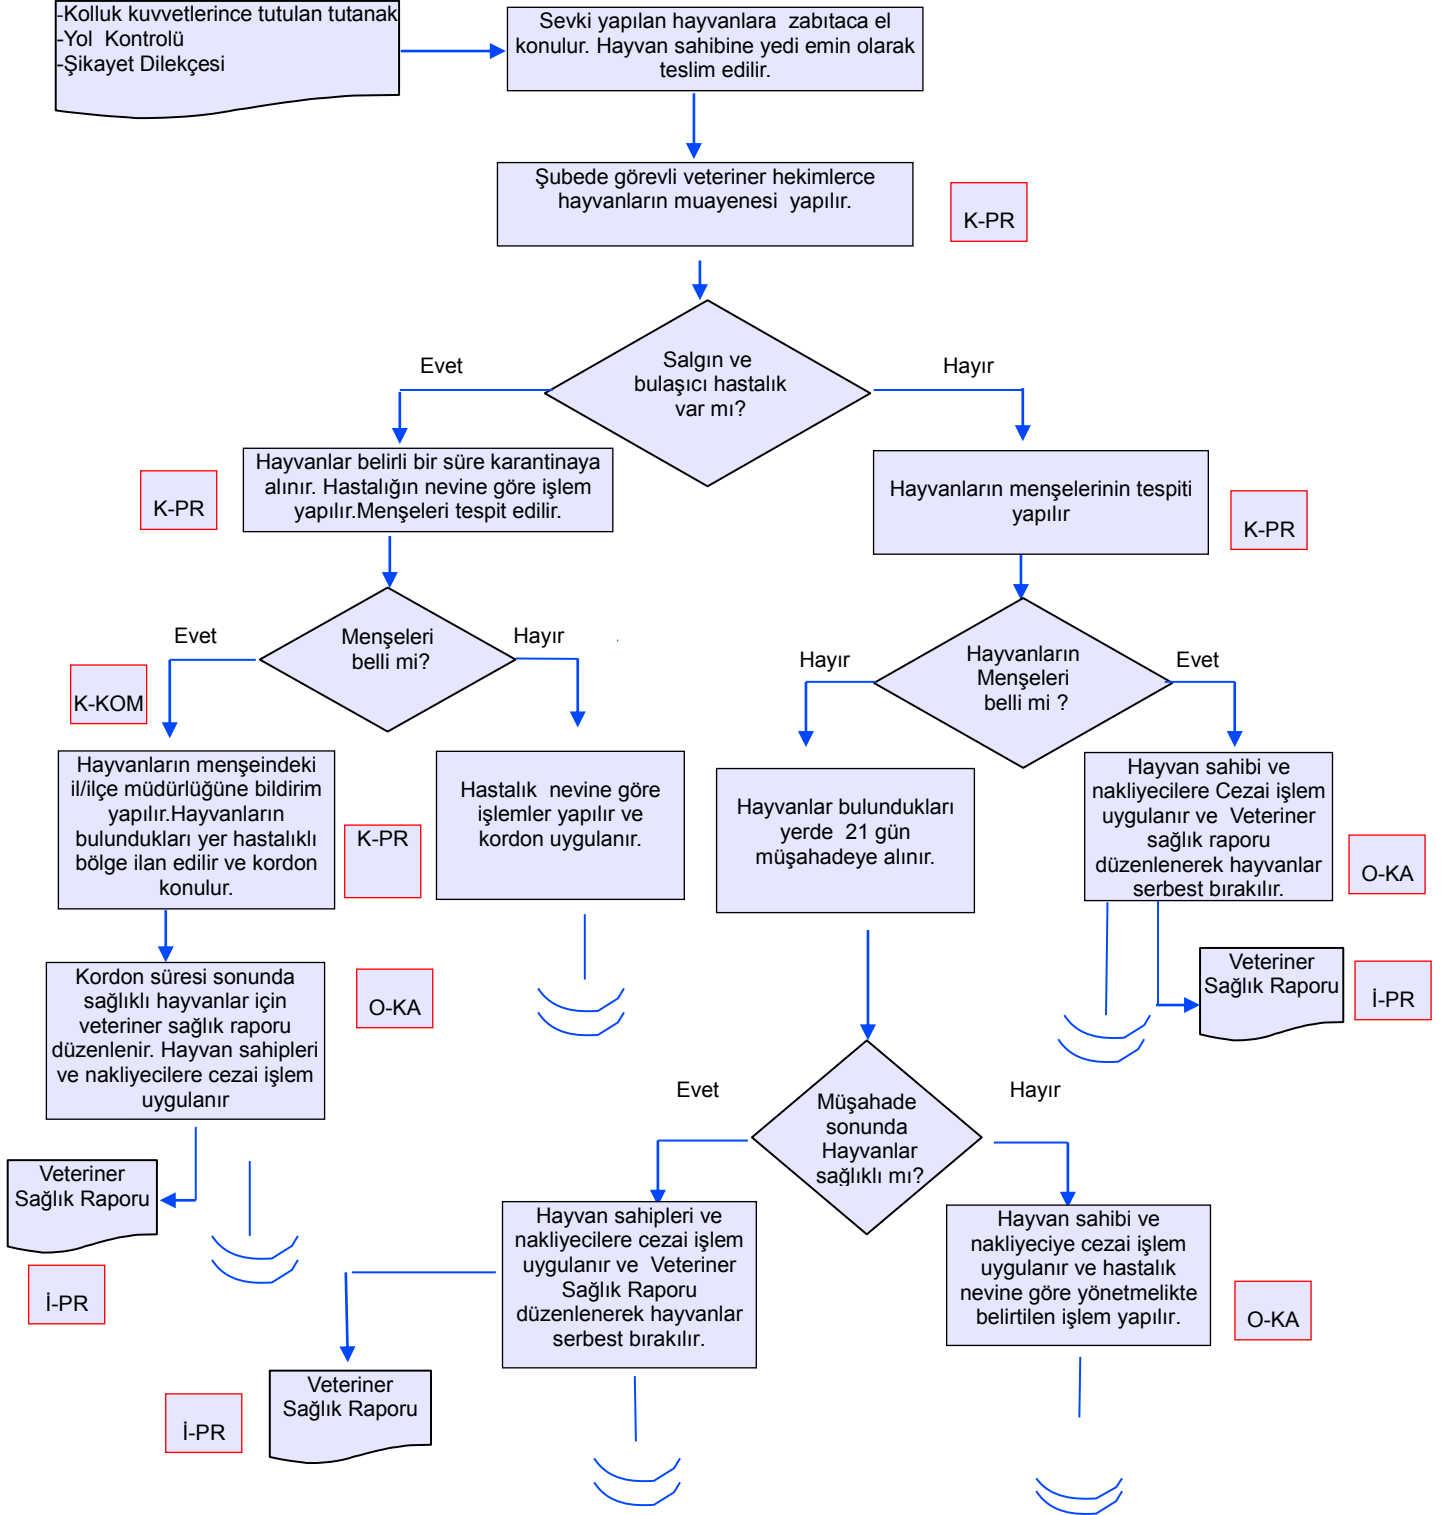 -Kolluk kuvvetlerince tutulan tutanak
-Yol  Kontrolü
-Şikayet Dilekçesi
Sevki yapılan hayvanlara  zabıtaca el
konulur. Hayvan sahibine yedi emin olarak
teslim edilir.
Şubede görevli veteriner hekimlerce
hayvanların muayenesi  yapılır.
K-PR
Salgın ve
bulaşıcı hastalık
var mı?
Evet
Hayır
Hayvanlar belirli bir süre karantinaya
alınır. Hastalığın nevine göre işlem
yapılır.Menşeleri tespit edilir.
K-PR
Hayvanların menşelerinin tespiti
yapılır
K-PR
Menşeleri
belli mi?
Evet
Hayır
K-KOM
Hayvanların
Menşeleri
belli mi ?
Hayır
Evet
Hayvanların menşeindeki
il/ilçe müdürlüğüne bildirim
yapılır.Hayvanların
bulundukları yer hastalıklı
bölge ilan edilir ve kordon
konulur.
K-PR
Hastalık  nevine göre
işlemler yapılır ve
kordon uygulanır.
Hayvanlar bulundukları
yerde  21 gün
müşahadeye alınır.
Hayvan sahibi ve
nakliyecilere Cezai işlem
uygulanır ve  Veteriner
sağlık raporu
düzenlenerek hayvanlar
serbest bırakılır.
O-KA
Kordon süresi sonunda
sağlıklı hayvanlar için
veteriner sağlık raporu
düzenlenir. Hayvan sahipleri
ve nakliyecilere cezai işlem
uygulanır
O-KA
Veteriner
Sağlık Raporu
İ-PR
Müşahade
sonunda
Hayvanlar
sağlıklı mı?
Evet
Hayır
Veteriner
Sağlık Raporu
İ-PR
Hayvan sahipleri ve
nakliyecilere cezai işlem
uygulanır ve  Veteriner
Sağlık Raporu
düzenlenerek hayvanlar
serbest bırakılır.
Hayvan sahibi ve
nakliyeciye cezai işlem
uygulanır ve hastalık
nevine göre yönetmelikte
belirtilen işlem yapılır.
O-KA
Veteriner
Sağlık Raporu
İ-PR